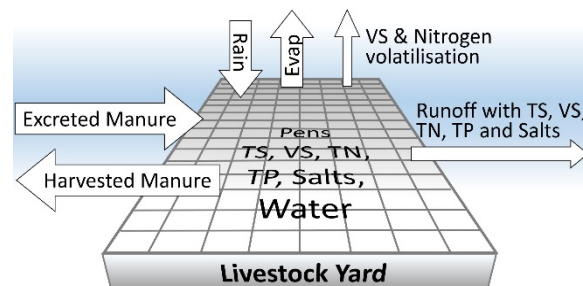 Rain
Evap
VS & Nitrogen
volatilisation
Excreted Manure
Runoff with TS, VS,
TN, TP and Salts
Pens
TS, VS, TN,
TP, Salts,
Water
Harvested Manure
Livestock Yard